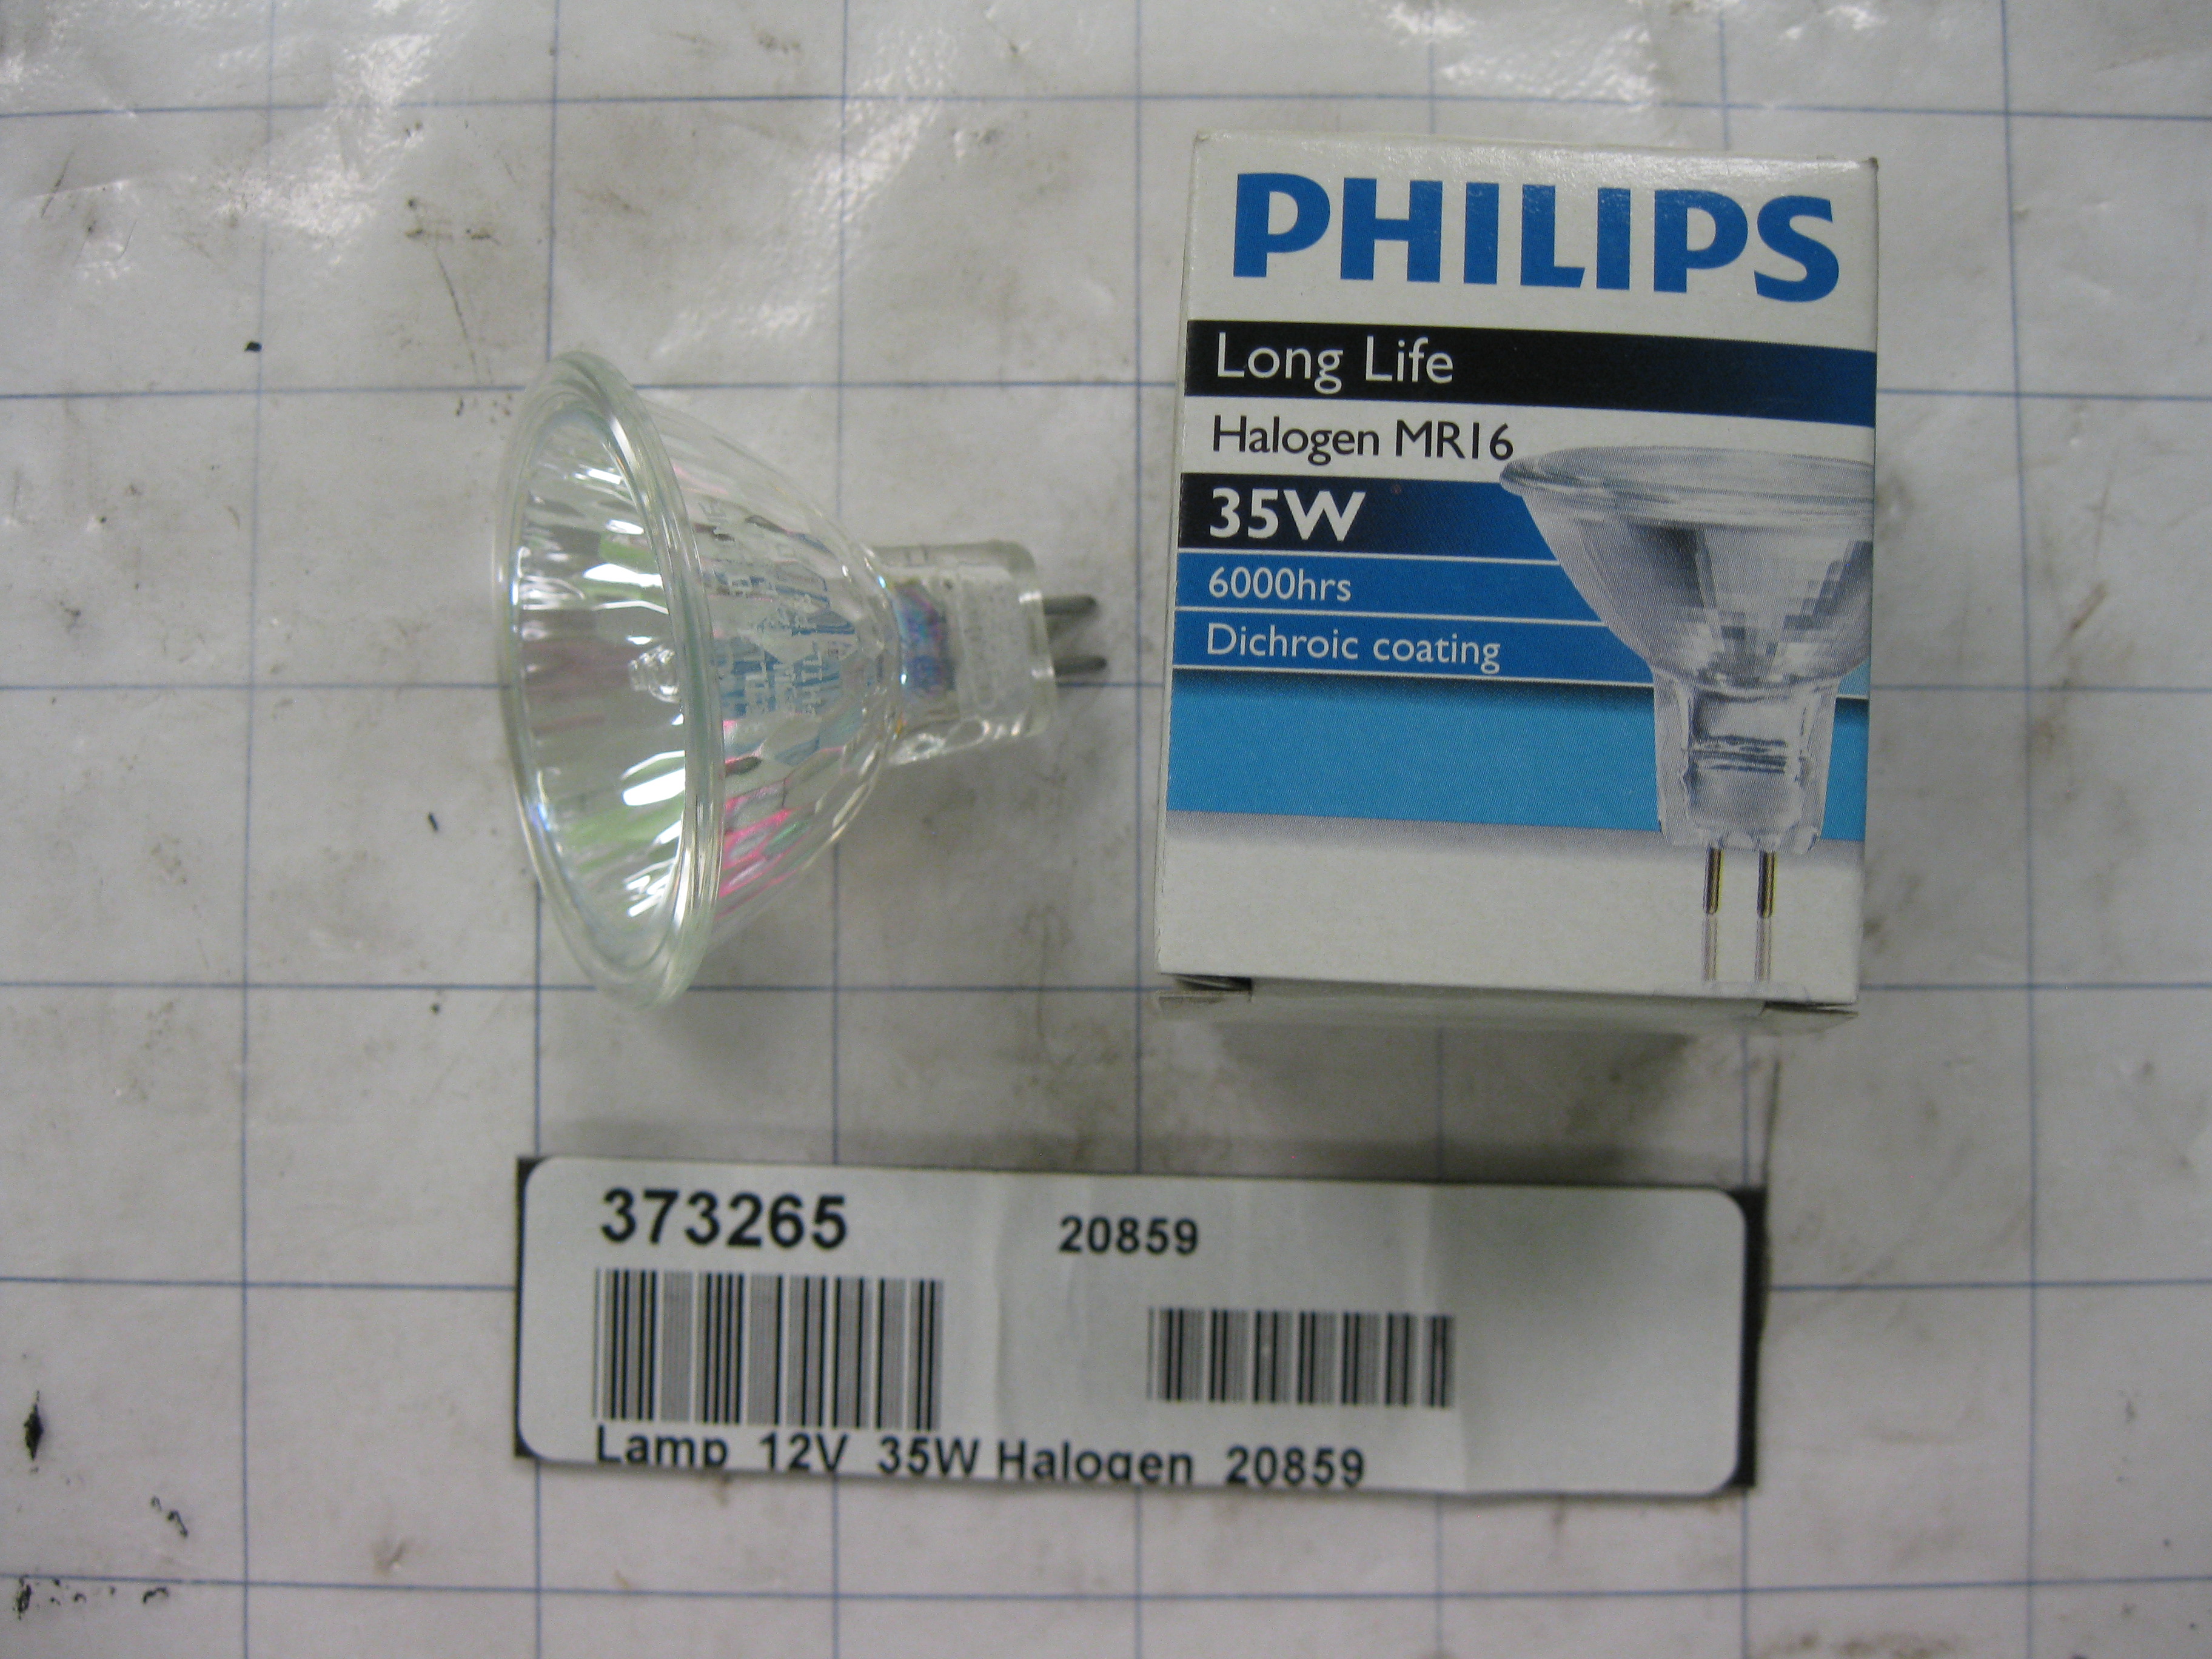 PHILIPS
Long Life
Halogen MR16
35W
6000hrs
Dichroic coating
373265 20859
Lamp 12V 35W Halogen 20859